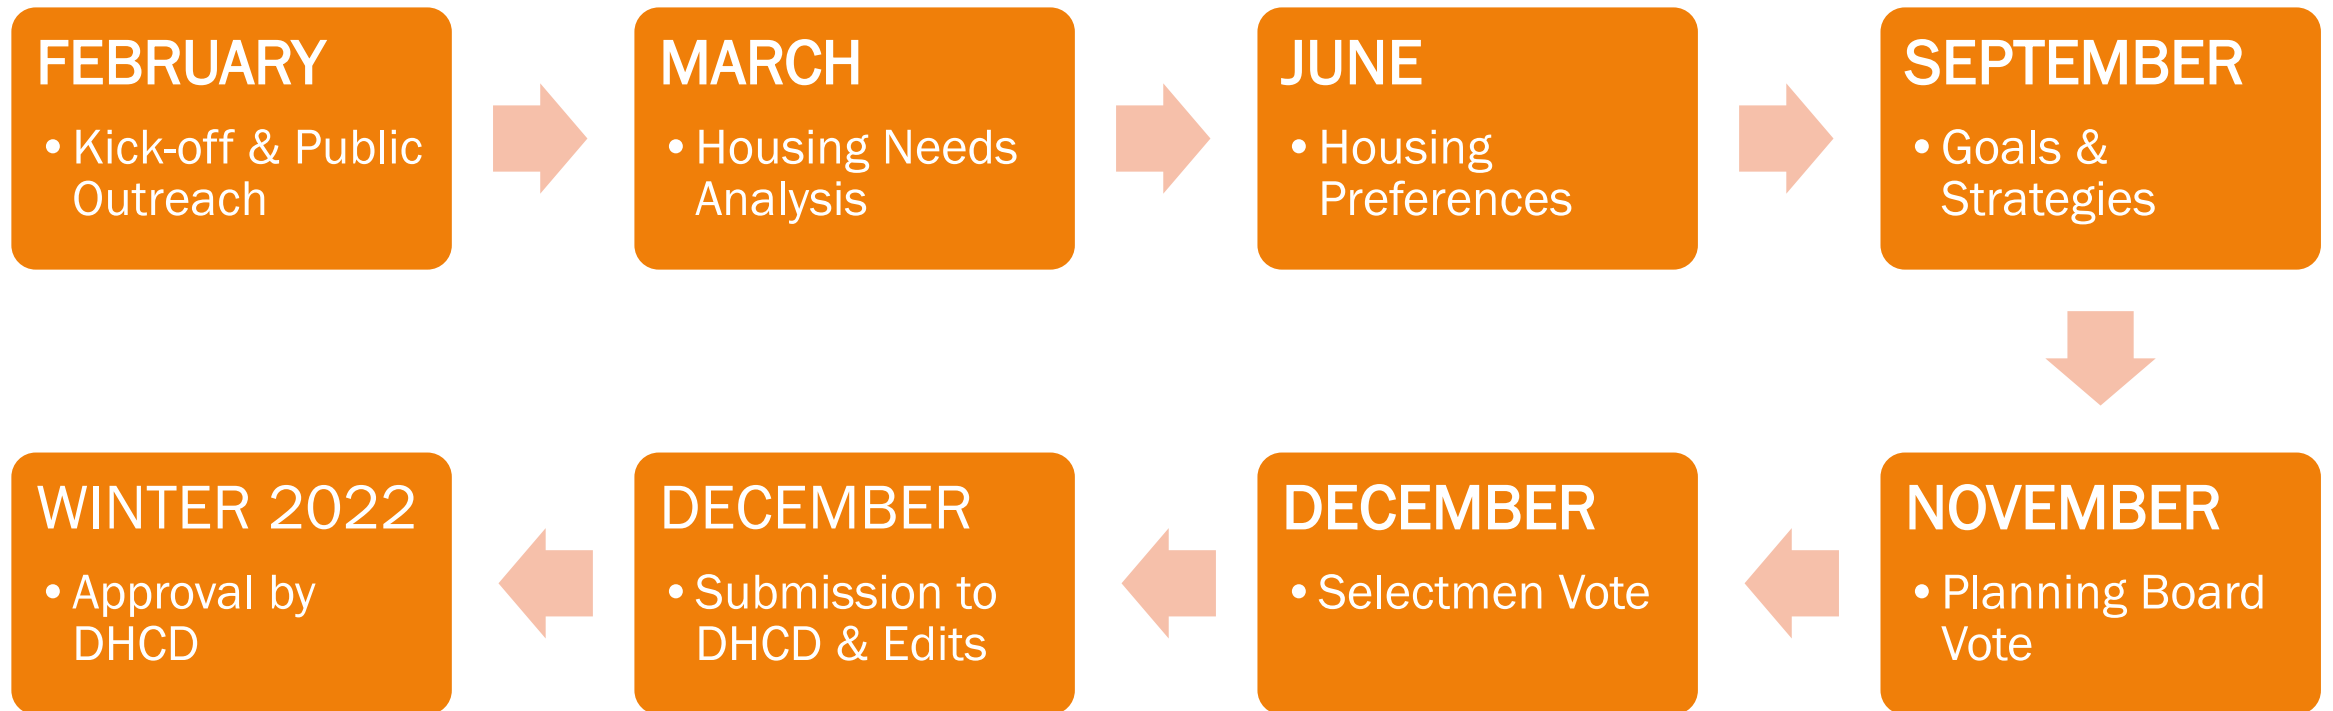 FEBRUARY
• Kick-off & Public
Outreach
MARCH
• Housing Needs
Analysis
JUNE
• Housing
Preferences
SEPTEMBER
• Goals &
Strategies
NOVEMBER
• Planning Board
Vote
DECEMBER
• Selectmen Vote
DECEMBER
• Submission to
DHCD & Edits
WINTER 2022
• Approval by
DHCD